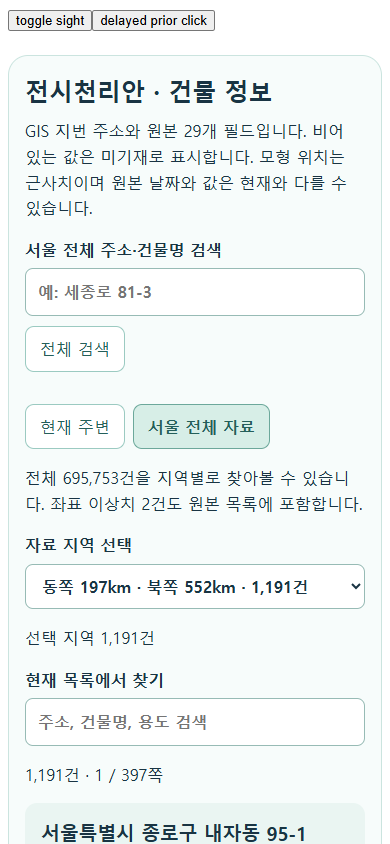 toggle sight delayed prior click
전시천리안 · 건물 정보
GIS 지번 주소와 원본 29개 필드입니다. 비어
있는 값은 미기재로 표시합니다. 모형 위치는
근사치이며 원본 날짜와 값은 현재와 다를 수
있습니다.
서울 전체 주소·건물명 검색
예: 세종로 81-3
전체 검색
현재 주변 서울 전체 자료
전체 695,753건을 지역별로 찾아볼 수 있습니
다. 좌표 이상치 2건도 원본 목록에 포함합니다.
자료 지역 선택
동쪽 197km · 북쪽 552km · 1,191건
선택 지역 1,191건
현재 목록에서 찾기
주소, 건물명, 용도 검색
1,191건 · 1 / 397쪽
서울특별시 종로구 내자동 95-1